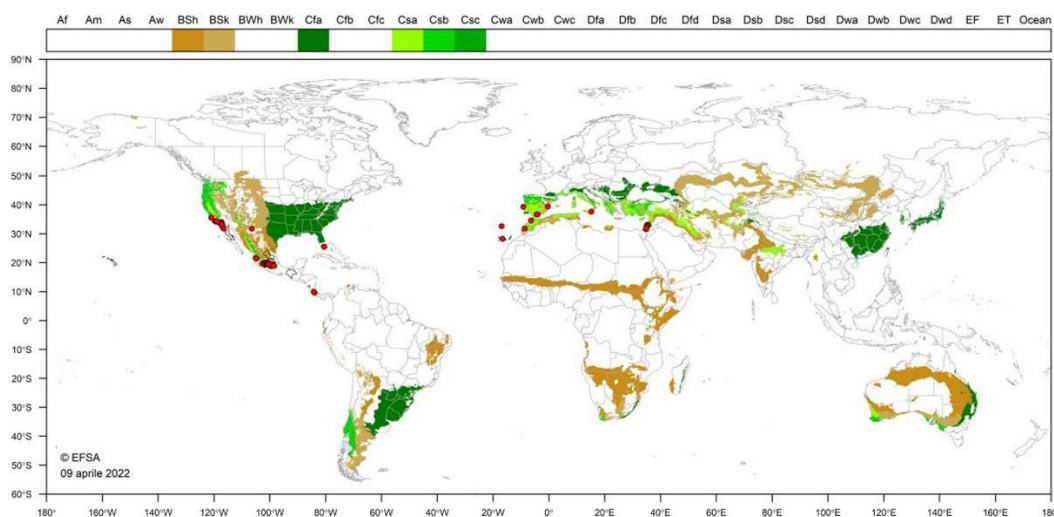 Af Am As Aw BSh BSk BWh BWk Cfa Cfb Cfc Csa Csb Csc Cwa Cwb Cwc Dfa Dfb Dfc Dfd Dsa Dsb Dsc Dsd Dwa Dwb Dwc Dwd EF ET Ocean
90°N
80°N
70°N
60°N
50°N
40°N
30°N
20°N
10°N
0°
10°S
20°S
30°S
40°S
50°S
60°S
© EFSA
09 aprile 2022
180°W 160°W 140°W 120°W 100°W 80°W 60°W 40°W 20°W 0° 20°E 40°E 60°E 80°E 100°E 120°E 140°E 160°E 180°